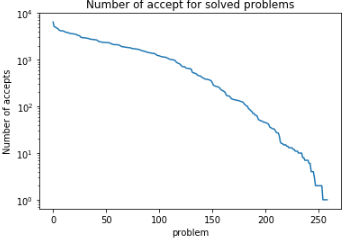 Number of accept for solved problems
10⁴
10³
10²
10¹
10⁰
Number of accepts
0 50 100 150 200 250
problem